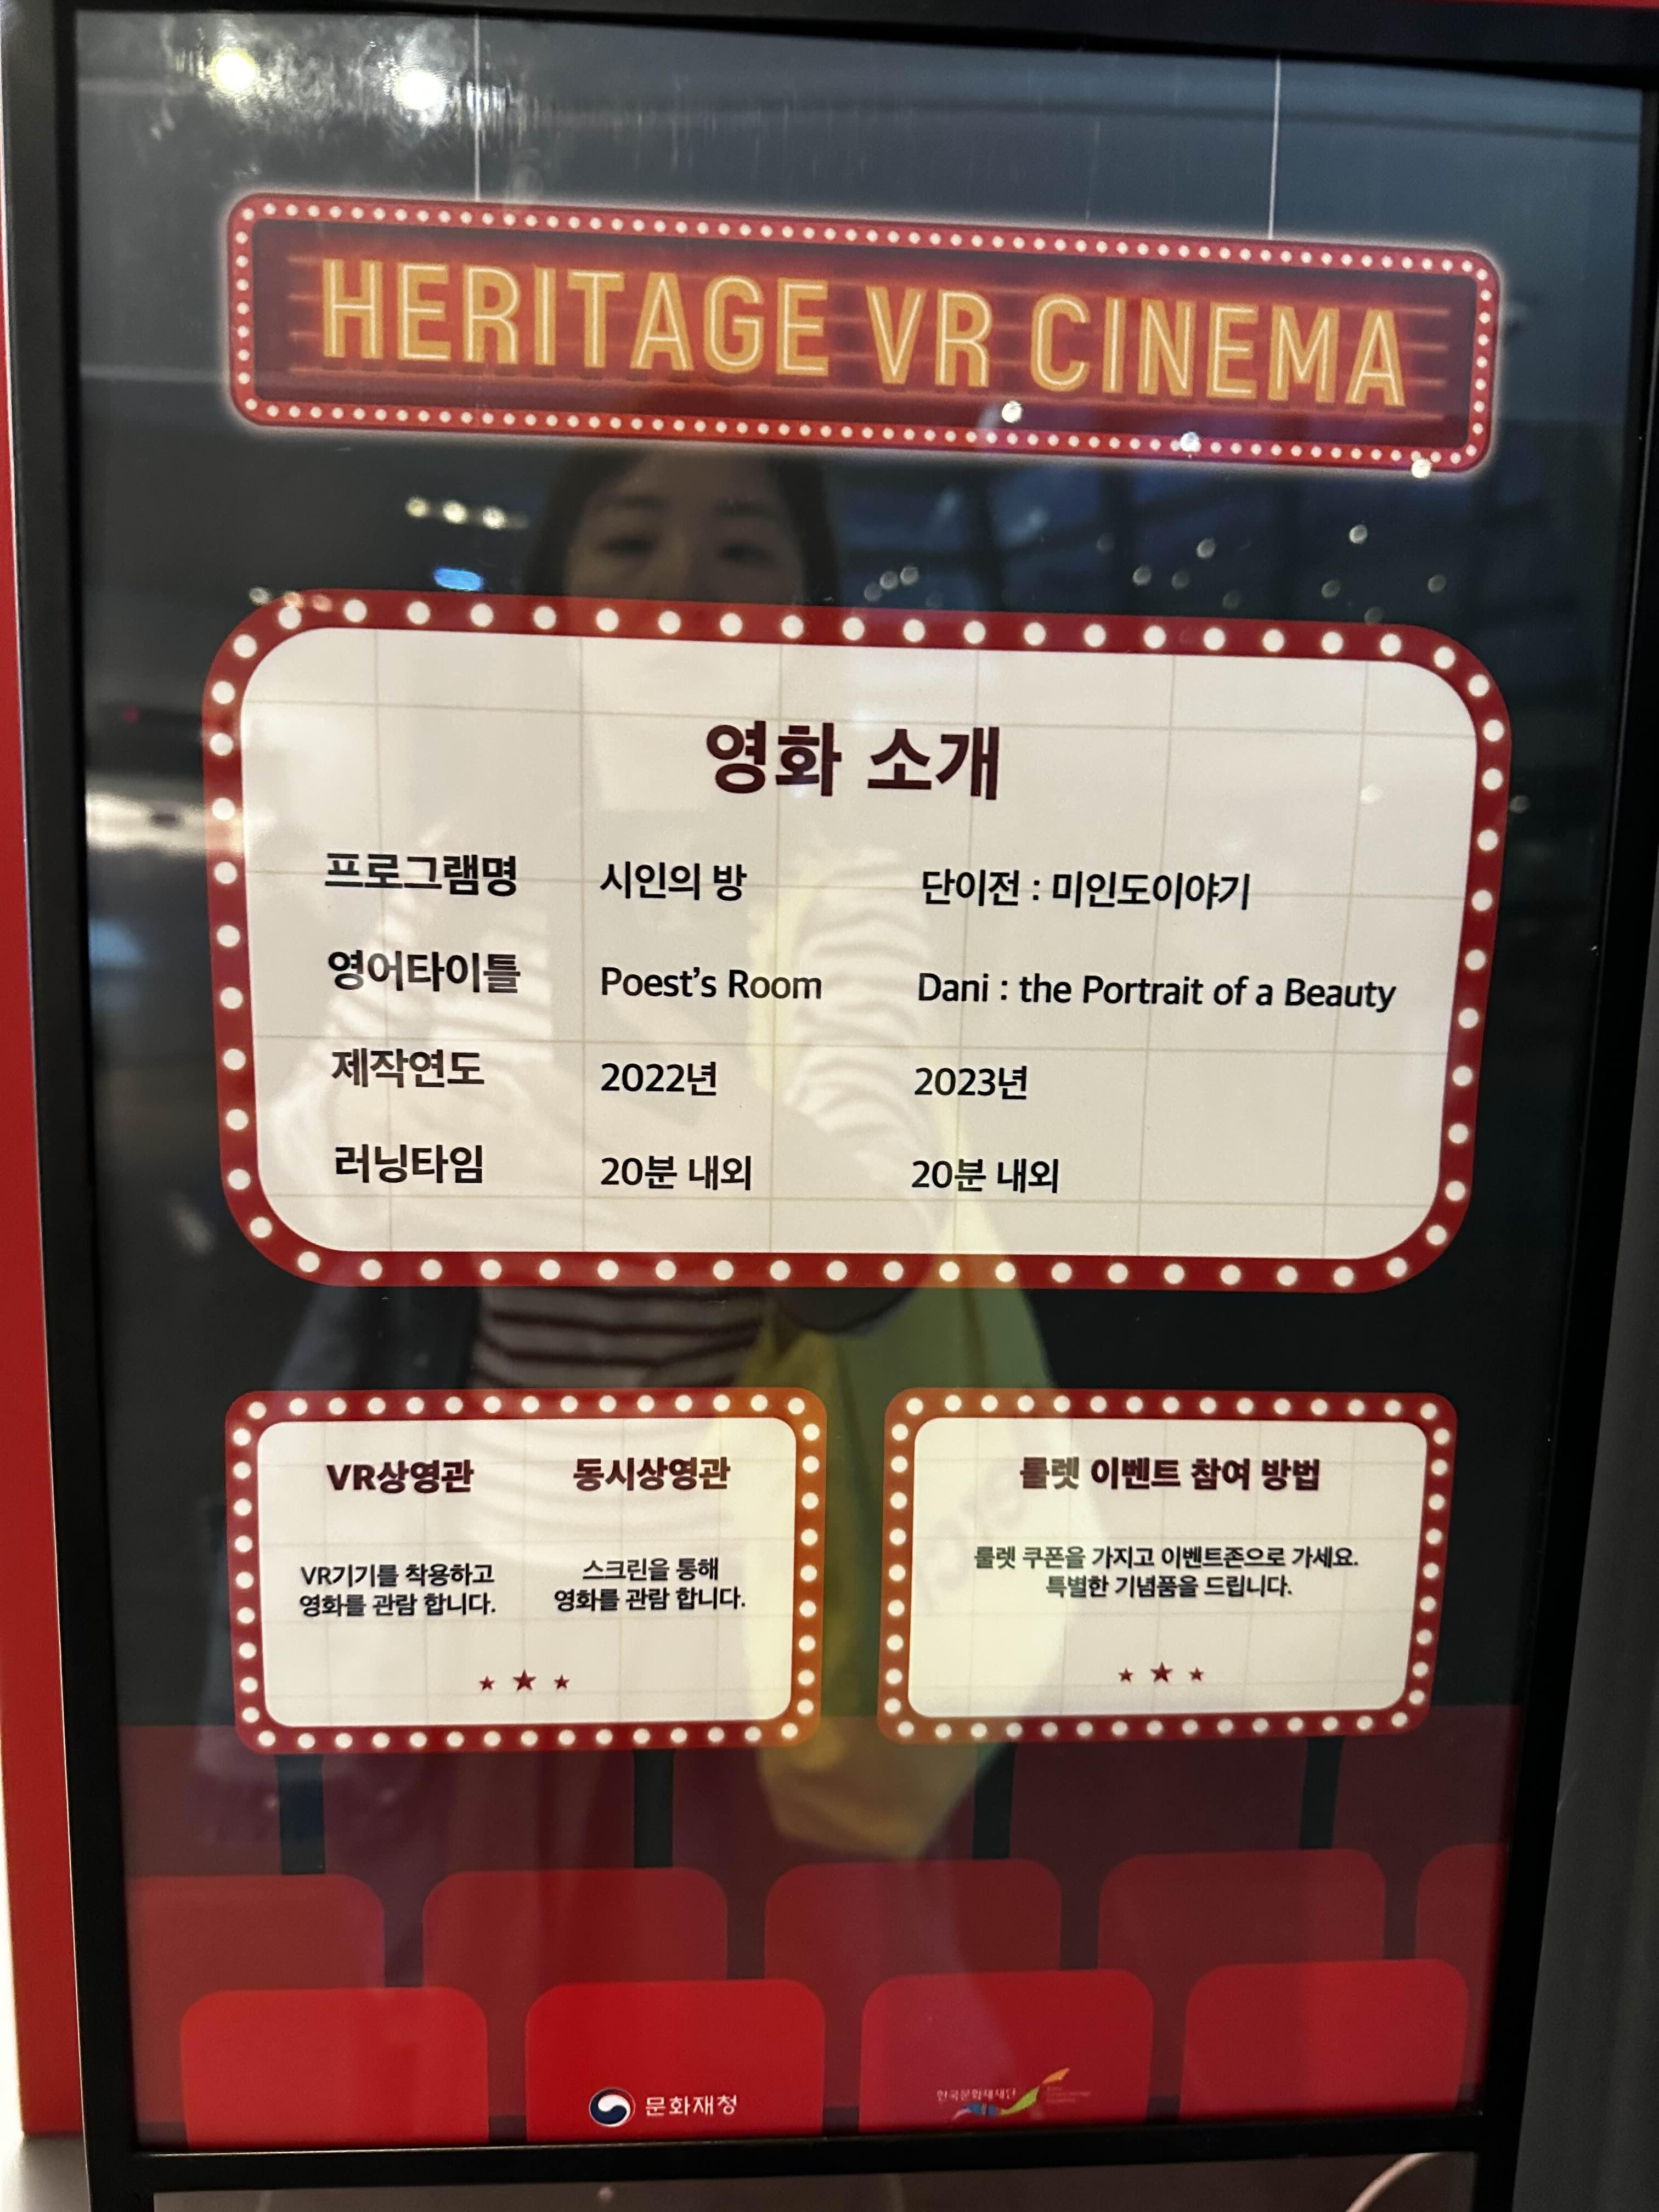 HERITAGE VR CINEMA
영화 소개
프로그램명 시인의 방 단이전 : 미인도이야기
영어타이틀 Poest's Room Dani : the Portrait of a Beauty
제작연도 2022년 2023년
러닝타임 20분 내외 20분 내외
VR상영관
VR기기를 착용하고
영화를 관람 합니다.
동시상영관
스크린을 통해
영화를 관람 합니다.
룰렛 이벤트 참여 방법
룰렛 쿠폰을 가지고 이벤트존으로 가세요.
특별한 기념품을 드립니다.
문화재청
한국문화재재단